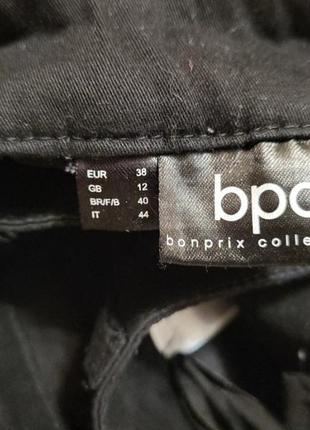 EUR 38
GB 12
BR/F/B 40
IT 44
bpc
bonprix colle